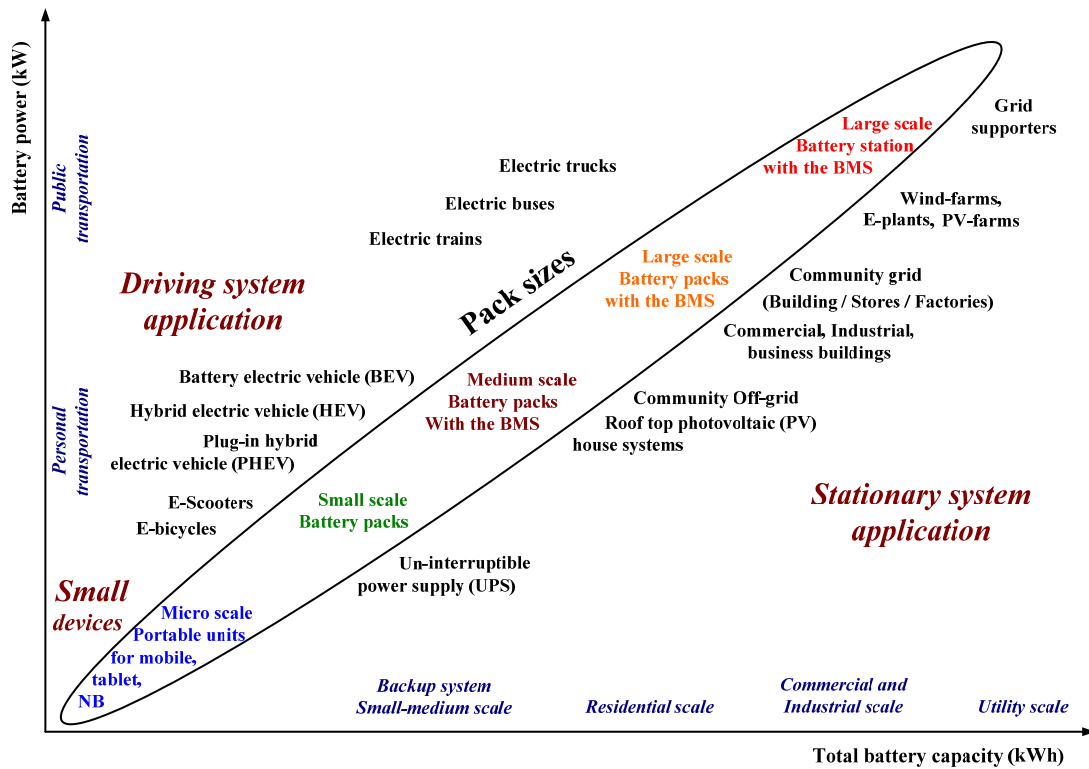 Battery power (kW)
Public
transportation
Personal
transportation
Driving system
application
Small
devices
Electric trucks
Electric buses
Electric trains
Battery electric vehicle (BEV)
Hybrid electric vehicle (HEV)
Plug-in hybrid
electric vehicle (PHEV)
E-Scooters
E-bicycles
Pack sizes
Large scale
Battery station
with the BMS
Large scale
Battery packs
with the BMS
Medium scale
Battery packs
With the BMS
Small scale
Battery packs
Micro scale
Portable units
for mobile,
tablet,
NB
Grid
supporters
Wind-farms,
E-plants, PV-farms
Community grid
(Building / Stores / Factories)
Commercial, Industrial,
business buildings
Community Off-grid
Roof top photovoltaic (PV)
house systems
Un-interruptible
power supply (UPS)
Stationary system
application
Backup system
Small-medium scale
Residential scale
Commercial and
Industrial scale
Utility scale
Total battery capacity (kWh)